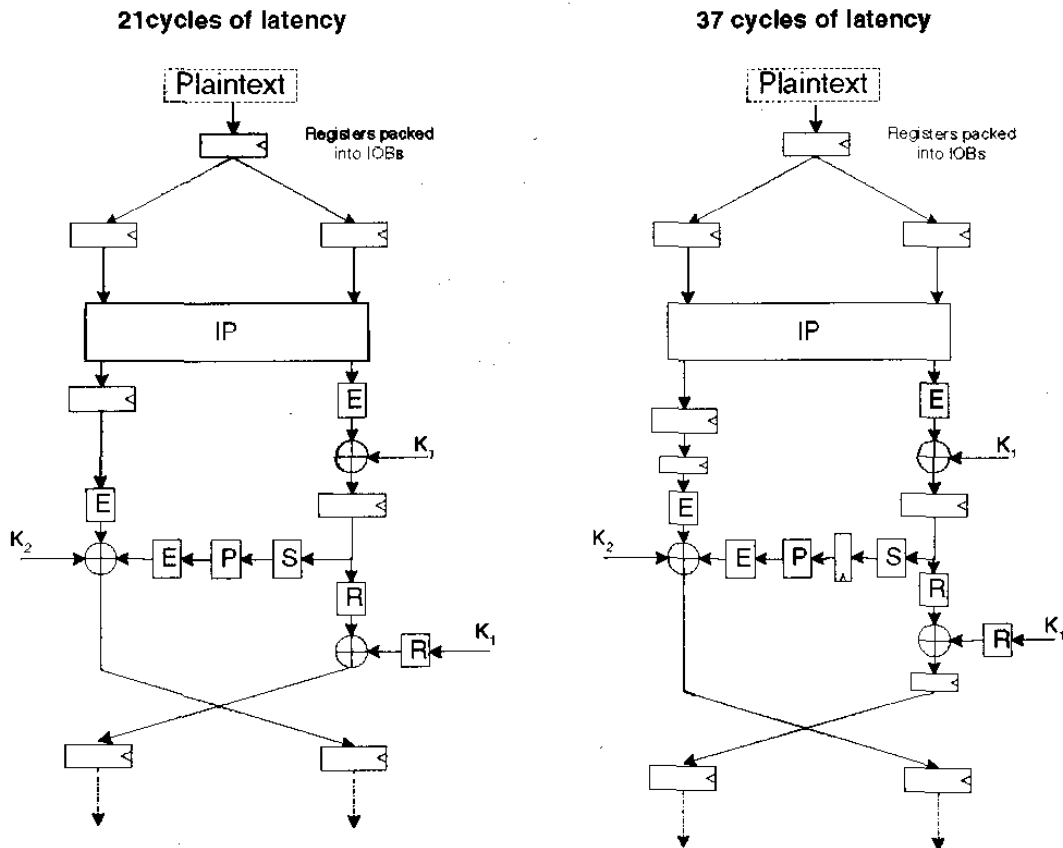 21cycles of latency
37 cycles of latency
Plaintext
Registers packed
into IOBs
Plaintext
Registers packed
into IOBs
IP
IP
E
K1
E
K1
E
K2
E
P
S
R
K1
R
E
K2
E
P
S
R
K1
R